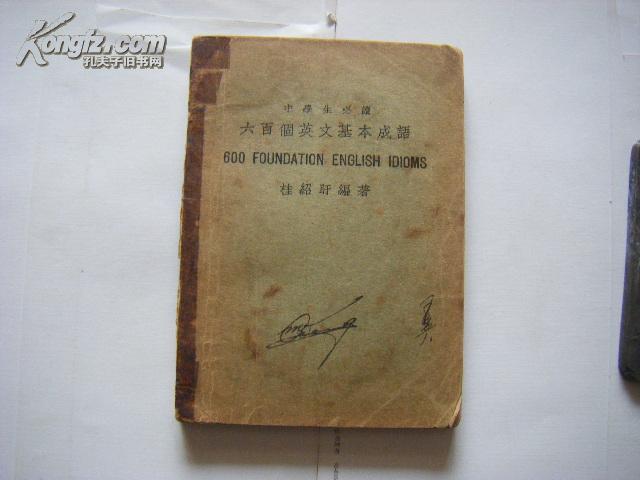 Kongfz.com
孔夫子旧书网
中學生必讀
六百個英文基本成語
600 FOUNDATION ENGLISH IDIOMS
桂紹盱編著